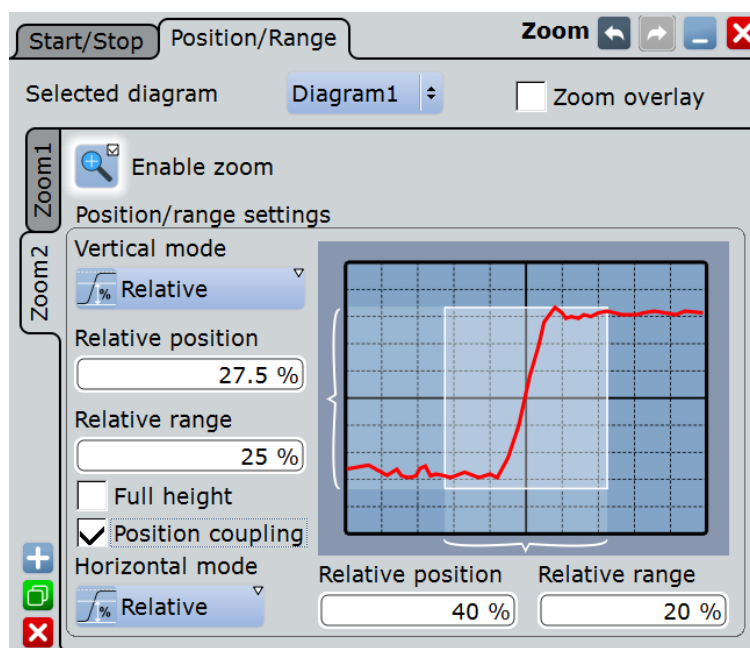 Start/Stop Position/Range Zoom
Selected diagram Diagram1 Zoom overlay
Zoom1
Zoom2
Enable zoom
Position/range settings
Vertical mode
% Relative
Relative position
27.5 %
Relative range
25 %
Full height
Position coupling
Horizontal mode
% Relative
Relative position Relative range
40 % 20 %